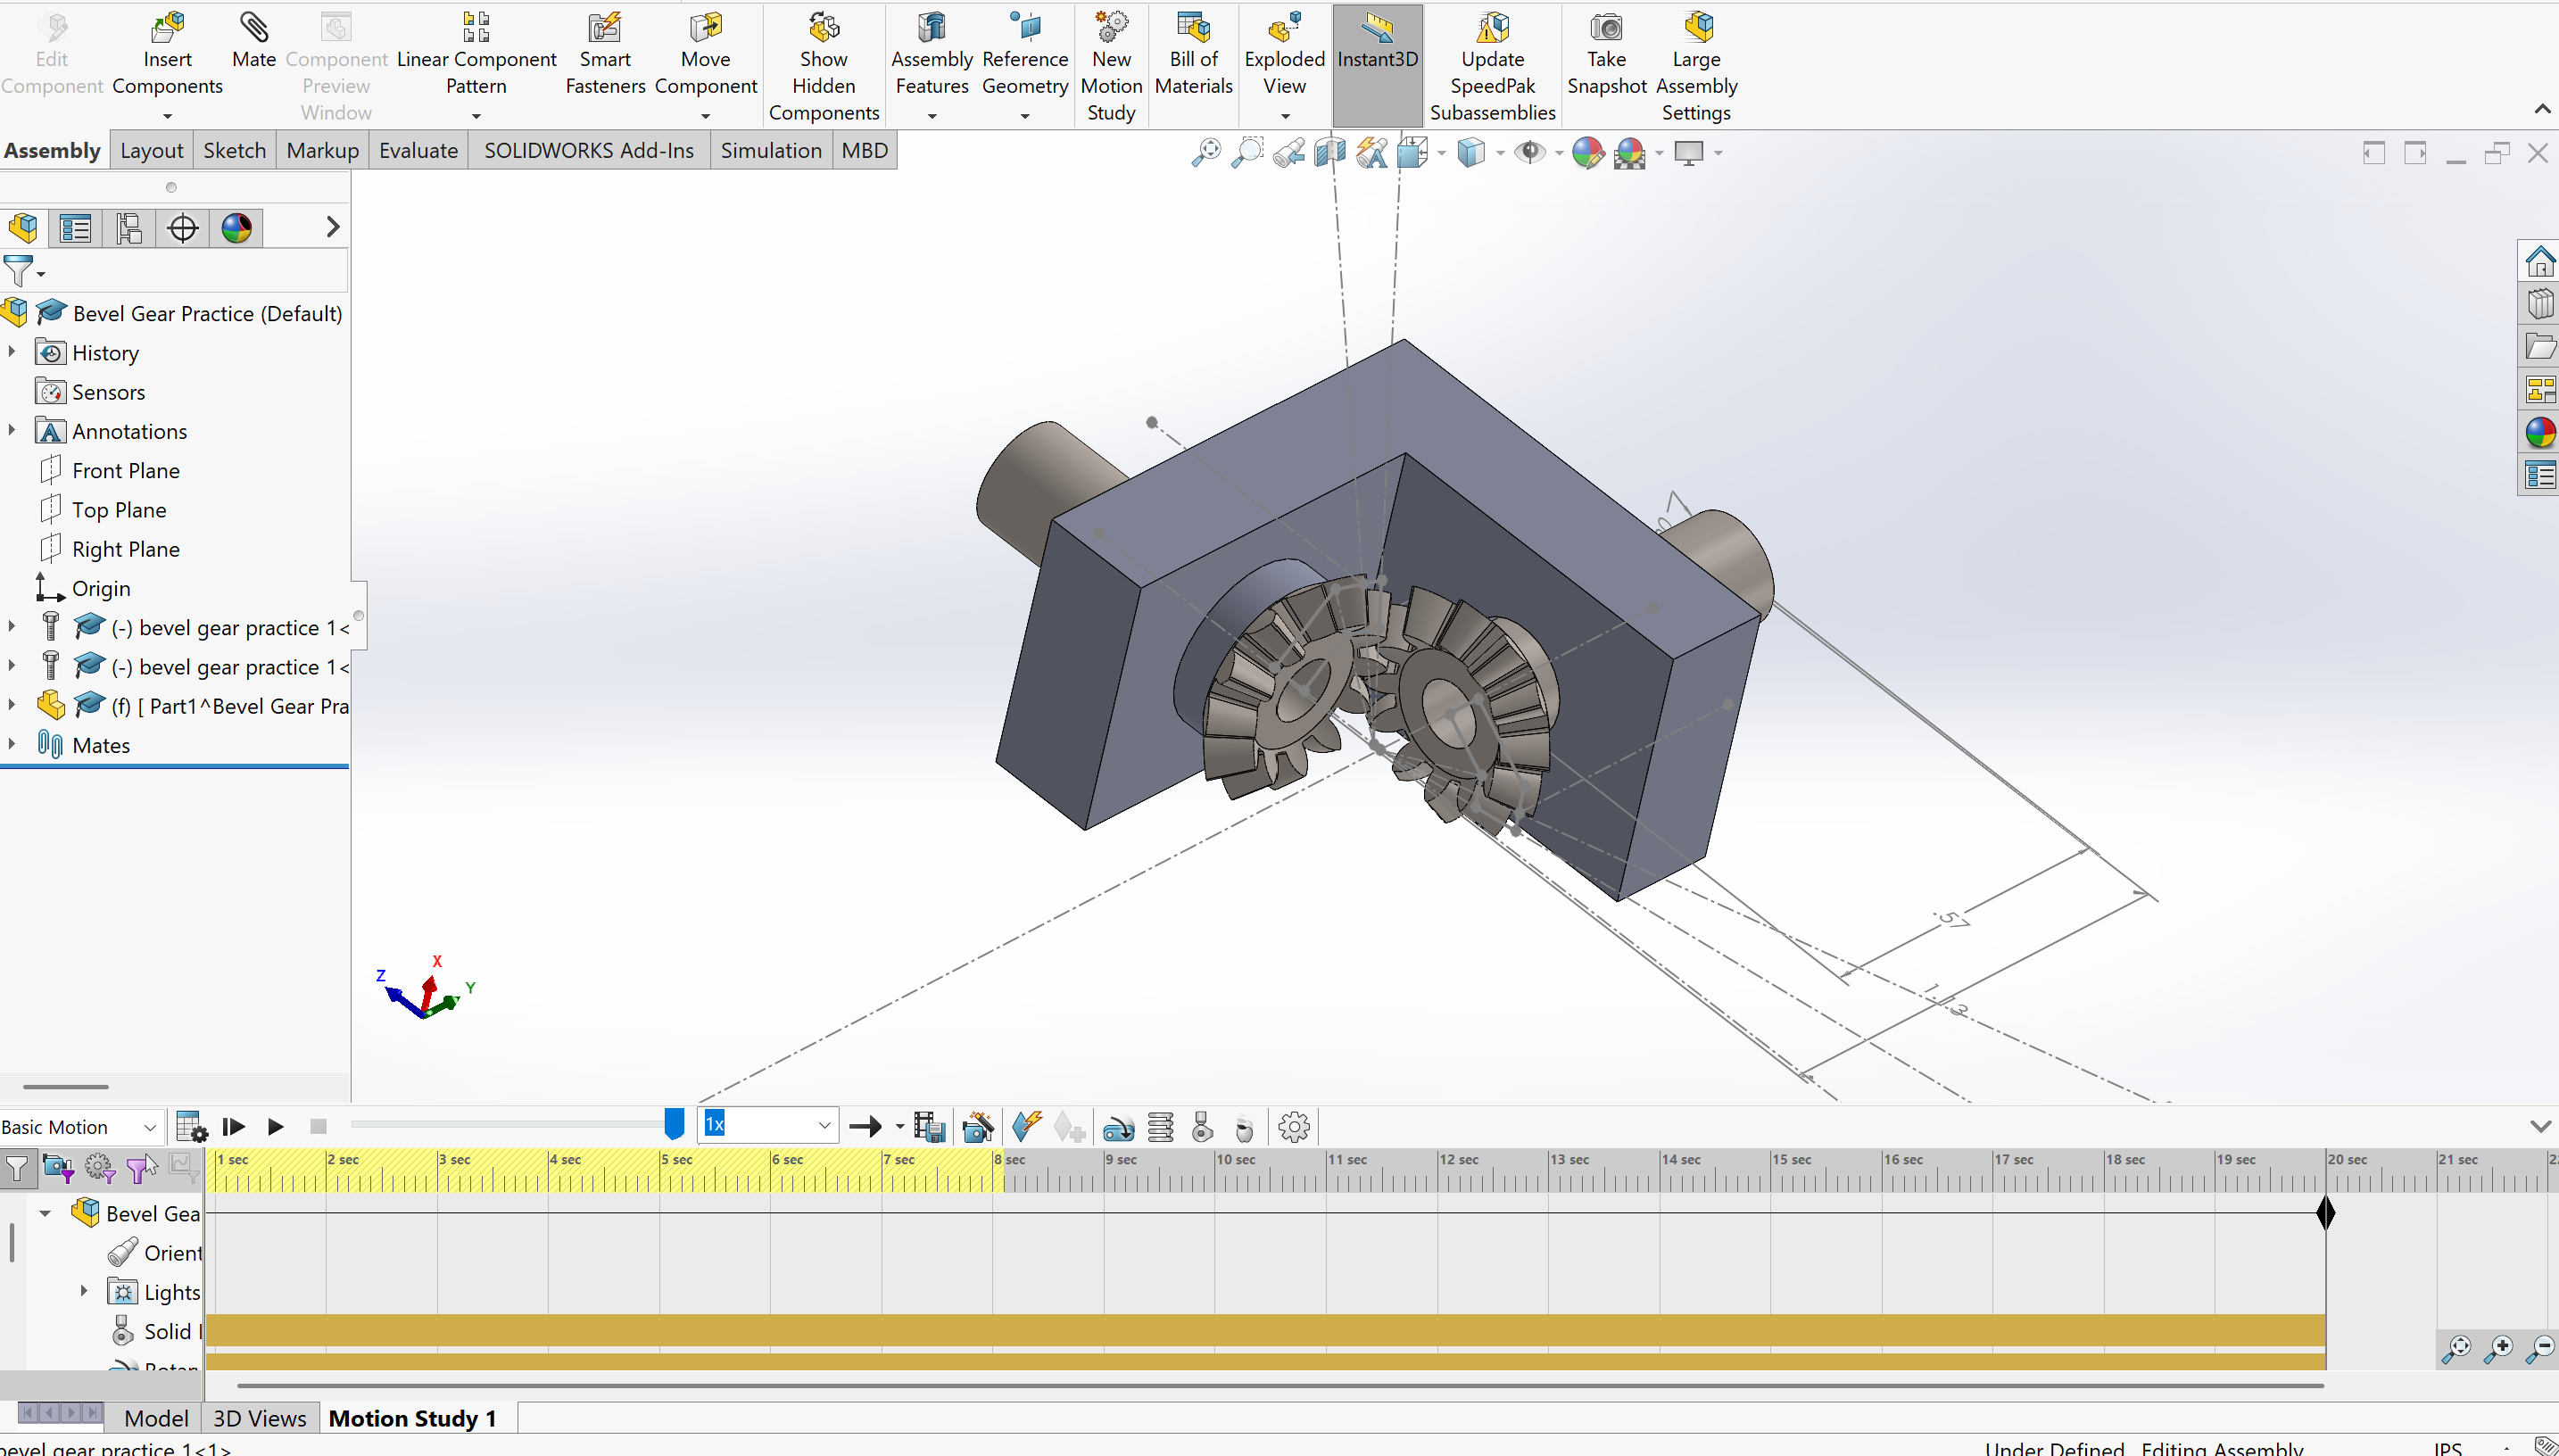 Edit Component
Insert Components
Mate
Component Preview Window
Linear Component Pattern
Smart Fasteners
Move Component
Show Hidden Components
Assembly Features
Reference Geometry
New Motion Study
Bill of Materials
Exploded View
Instant3D
Update SpeedPak Subassemblies
Take Snapshot
Large Assembly Settings
Assembly Layout Sketch Markup Evaluate SOLIDWORKS Add-Ins Simulation MBD
Bevel Gear Practice (Default)
History
Sensors
Annotations
Front Plane
Top Plane
Right Plane
Origin
(-) bevel gear practice 1<
(-) bevel gear practice 1<
(f) [ Part1^Bevel Gear Pra
Mates
.57
X
Y
Z
Basic Motion
1x
1 sec 2 sec 3 sec 4 sec 5 sec 6 sec 7 sec 8 sec 9 sec 10 sec 11 sec 12 sec 13 sec 14 sec 15 sec 16 sec 17 sec 18 sec 19 sec 20 sec 21 sec
Bevel Gea
Orient
Lights
Solid
Model 3D Views Motion Study 1
bevel gear practice 1<1>
Under Defined Editing Assembly IPS